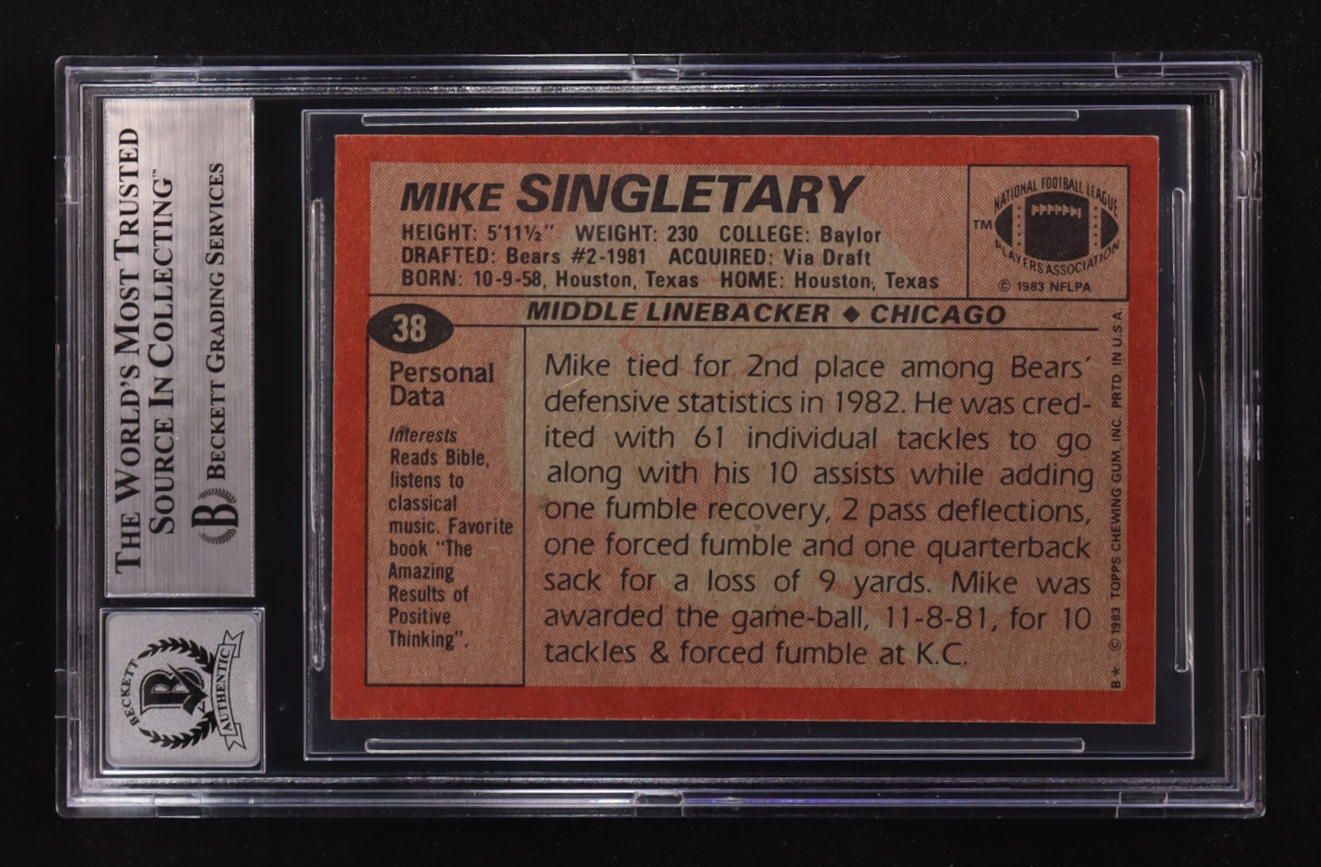 THE WORLD'S MOST TRUSTED
SOURCE IN COLLECTING™
B BECKETT GRADING SERVICES
BECKETT
B
AUTHENTIC
MIKE SINGLETARY
HEIGHT: 5'11½" WEIGHT: 230 COLLEGE: Baylor
DRAFTED: Bears #2-1981 ACQUIRED: Via Draft
BORN: 10-9-58, Houston, Texas HOME: Houston, Texas
NATIONAL FOOTBALL LEAGUE
TM
PLAYERS ASSOCIATION
© 1983 NFLPA
38
MIDDLE LINEBACKER ◆ CHICAGO
Personal
Data
Interests
Reads Bible,
listens to
classical
music. Favorite
book "The
Amazing
Results of
Positive
Thinking".
Mike tied for 2nd place among Bears'
defensive statistics in 1982. He was cred-
ited with 61 individual tackles to go
along with his 10 assists while adding
one fumble recovery, 2 pass deflections,
one forced fumble and one quarterback
sack for a loss of 9 yards. Mike was
awarded the game-ball, 11-8-81, for 10
tackles & forced fumble at K.C.
B* © 1983 TOPPS CHEWING GUM, INC. PRTD. IN U.S.A.